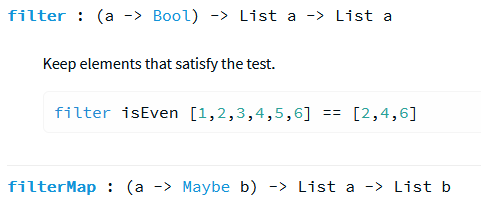 filter : (a -> Bool) -> List a -> List a
Keep elements that satisfy the test.
filter isEven [1,2,3,4,5,6] == [2,4,6]
filterMap : (a -> Maybe b) -> List a -> List b